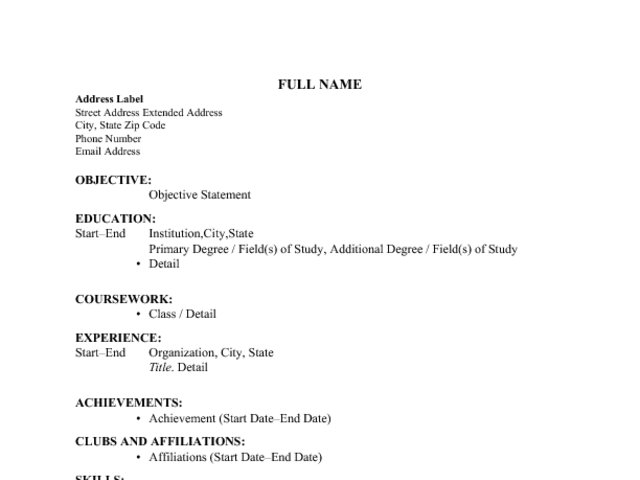 FULL NAME
Address Label
Street Address Extended Address
City, State Zip Code
Phone Number
Email Address
OBJECTIVE:
Objective Statement
EDUCATION:
Start–End Institution,City,State
Primary Degree / Field(s) of Study, Additional Degree / Field(s) of Study
• Detail
COURSEWORK:
• Class / Detail
EXPERIENCE:
Start–End Organization, City, State
Title. Detail
ACHIEVEMENTS:
• Achievement (Start Date–End Date)
CLUBS AND AFFILIATIONS:
• Affiliations (Start Date–End Date)
SKILLS: